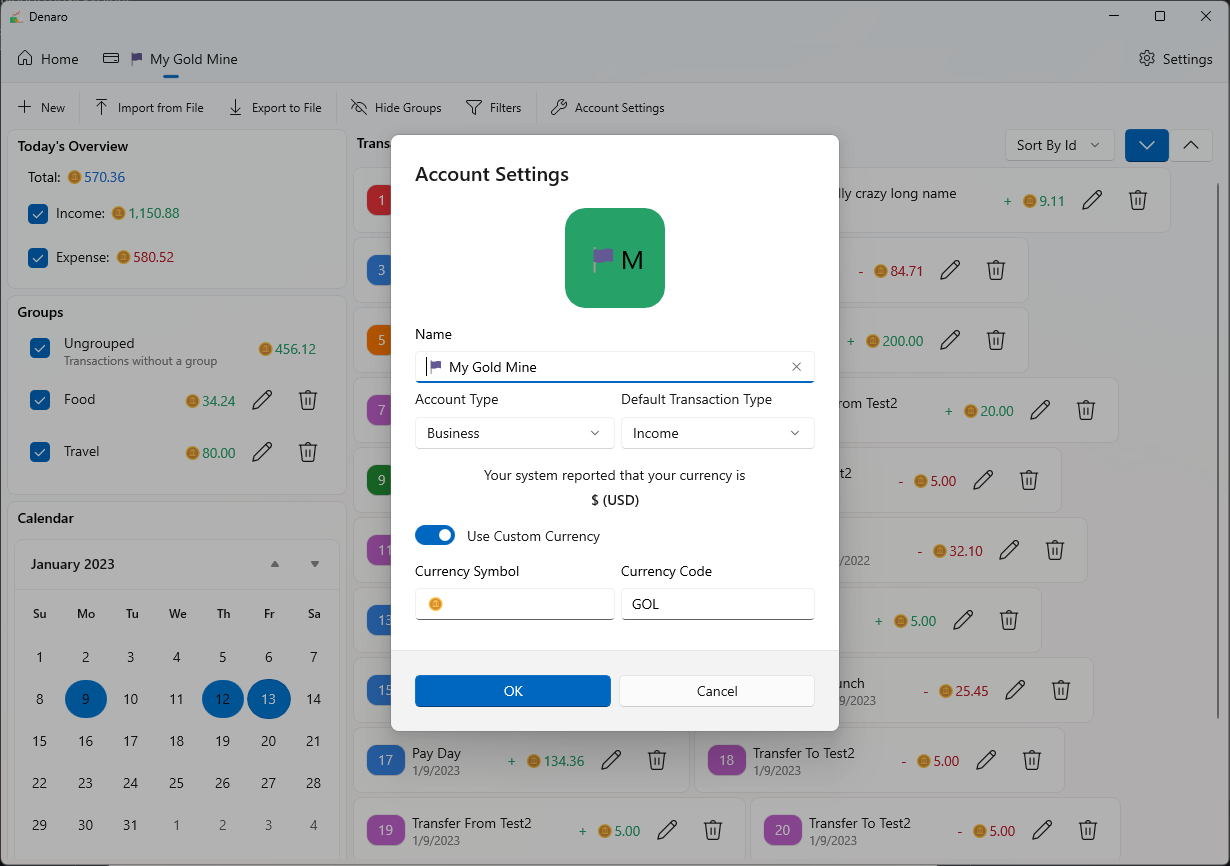 Denaro
Home
My Gold Mine
Settings
New
Import from File
Export to File
Hide Groups
Filters
Account Settings
Today's Overview
Total: 570.36
Income: 1,150.88
Expense: 580.52
Groups
Ungrouped
Transactions without a group
456.12
Food
34.24
Travel
80.00
Calendar
January 2023
Su Mo Tu We Th Fr Sa
1 2 3 4 5 6 7
8 9 10 11 12 13 14
15 16 17 18 19 20 21
22 23 24 25 26 27 28
29 30 31 1 2 3 4
Trans
Sort By Id
1
lly crazy long name
+ 9.11
3
- 84.71
5
+ 200.00
7
rom Test2
+ 20.00
9
t2
- 5.00
11
/2022
- 32.10
13
+ 5.00
15
unch
9/2023
- 25.45
17
Pay Day
1/9/2023
+ 134.36
18
Transfer To Test2
1/9/2023
- 5.00
19
Transfer From Test2
1/9/2023
+ 5.00
20
Transfer To Test2
1/9/2023
- 5.00
Account Settings
M
Name
My Gold Mine
Account Type
Default Transaction Type
Business
Income
Your system reported that your currency is
$ (USD)
Use Custom Currency
Currency Symbol
Currency Code
GOL
OK
Cancel